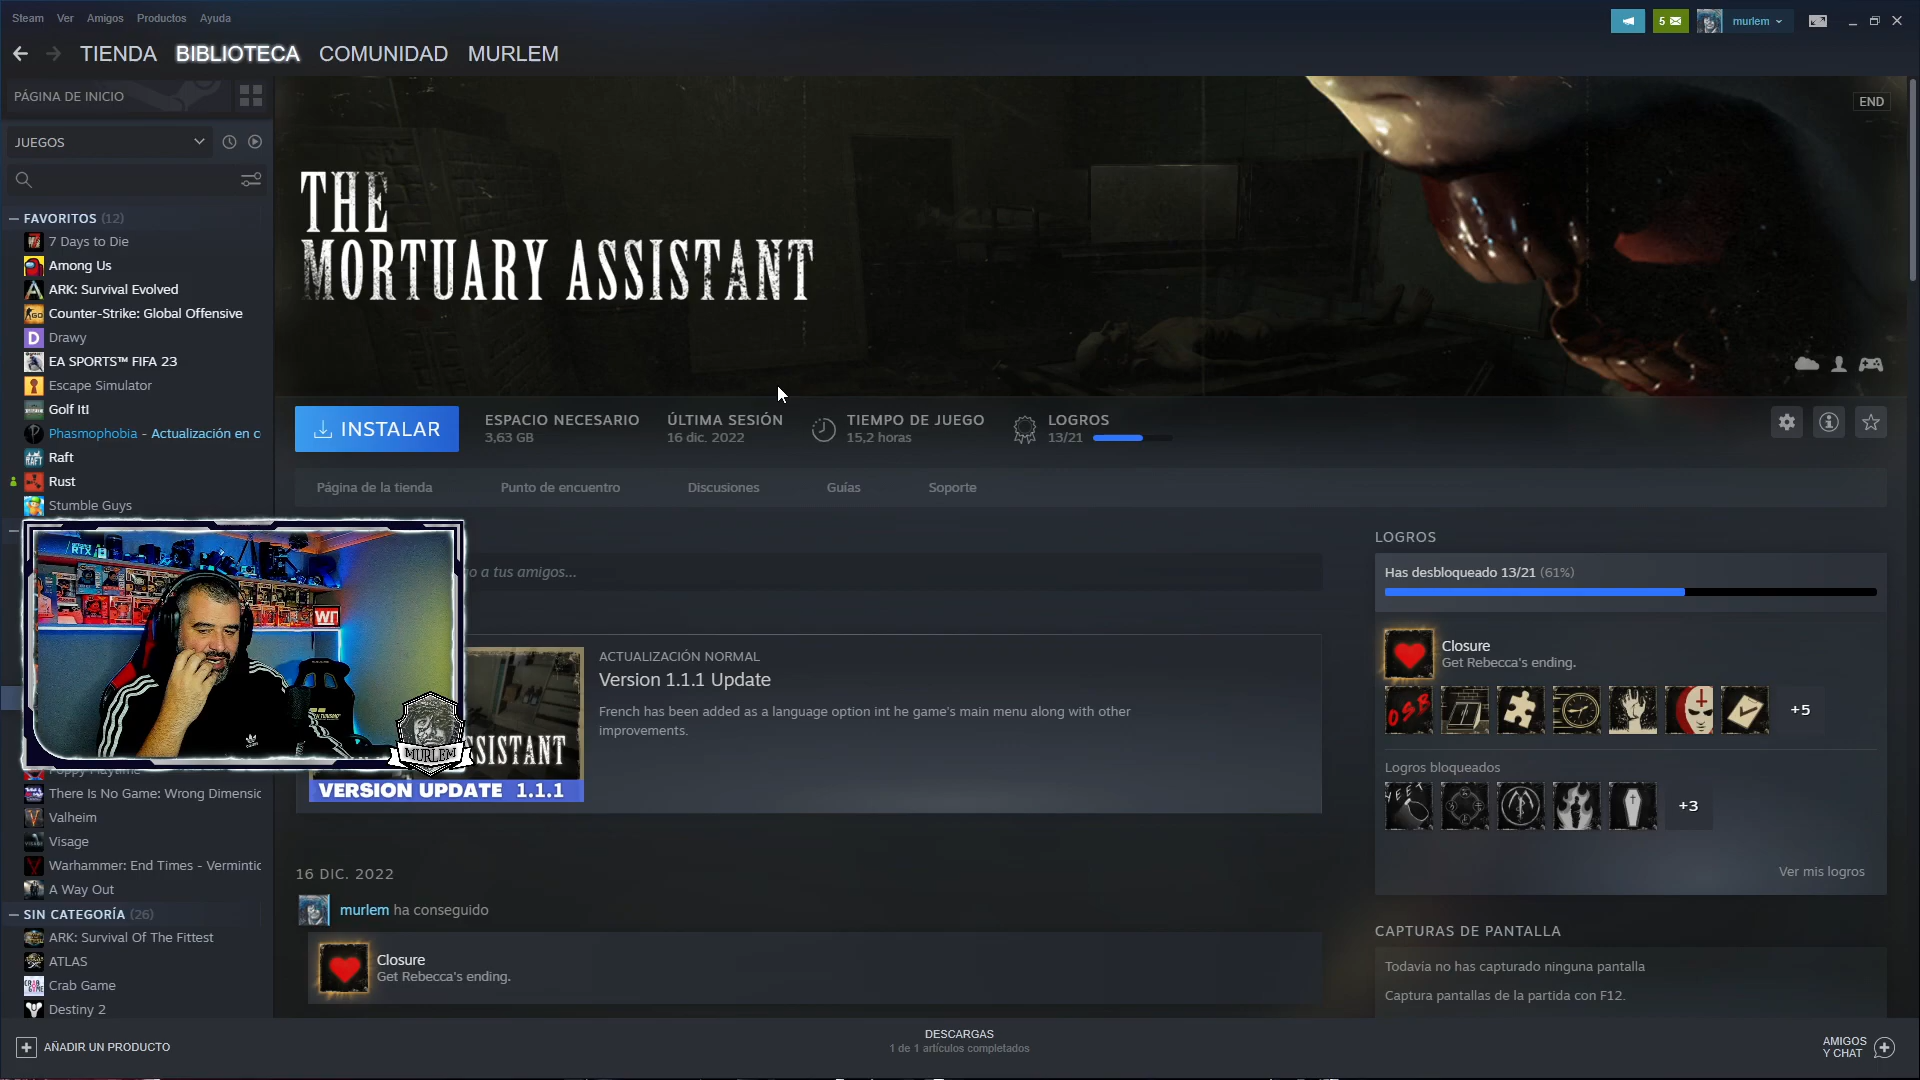 Steam Ver Amigos Productos Ayuda
5 murlem
TIENDA BIBLIOTECA COMUNIDAD MURLEM
PÁGINA DE INICIO
JUEGOS
FAVORITOS (12)
7 Days to Die
Among Us
ARK: Survival Evolved
Counter-Strike: Global Offensive
Drawy
EA SPORTS™ FIFA 23
Escape Simulator
Golf It!
Phasmophobia - Actualización en c
Raft
Rust
Stumble Guys
There Is No Game: Wrong Dimensic
Valheim
Visage
Warhammer: End Times - Vermintic
A Way Out
SIN CATEGORÍA (26)
ARK: Survival Of The Fittest
ATLAS
Crab Game
Destiny 2
AÑADIR UN PRODUCTO
END
THE
MORTUARY ASSISTANT
INSTALAR
ESPACIO NECESARIO
3,63 GB
ÚLTIMA SESIÓN
16 dic. 2022
TIEMPO DE JUEGO
15,2 horas
LOGROS
13/21
Página de la tienda Punto de encuentro Discusiones Guías Soporte
a tus amigos...
MURLEM
SISTANT
VERSION UPDATE 1.1.1
ACTUALIZACIÓN NORMAL
Version 1.1.1 Update
French has been added as a language option int he game's main menu along with other
improvements.
16 DIC. 2022
murlem ha conseguido
Closure
Get Rebecca's ending.
LOGROS
Has desbloqueado 13/21 (61%)
Closure
Get Rebecca's ending.
+5
Logros bloqueados
+3
Ver mis logros
CAPTURAS DE PANTALLA
Todavía no has capturado ninguna pantalla
Captura pantallas de la partida con F12.
DESCARGAS
1 de 1 artículos completados
AMIGOS
Y CHAT